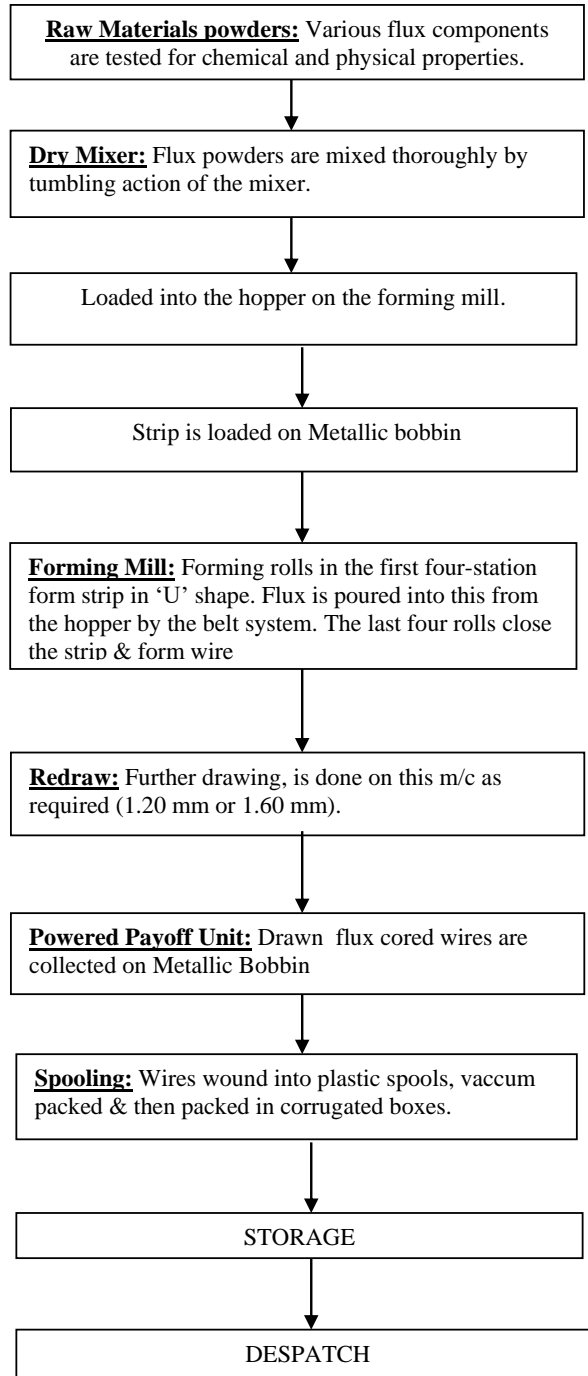 Raw Materials powders: Various flux components
are tested for chemical and physical properties.
Dry Mixer: Flux powders are mixed thoroughly by
tumbling action of the mixer.
Loaded into the hopper on the forming mill.
Strip is loaded on Metallic bobbin
Forming Mill: Forming rolls in the first four-station
form strip in ‘U’ shape. Flux is poured into this from
the hopper by the belt system. The last four rolls close
the strip & form wire
Redraw: Further drawing, is done on this m/c as
required (1.20 mm or 1.60 mm).
Powered Payoff Unit: Drawn flux cored wires are
collected on Metallic Bobbin
Spooling: Wires wound into plastic spools, vaccum
packed & then packed in corrugated boxes.
STORAGE
DESPATCH